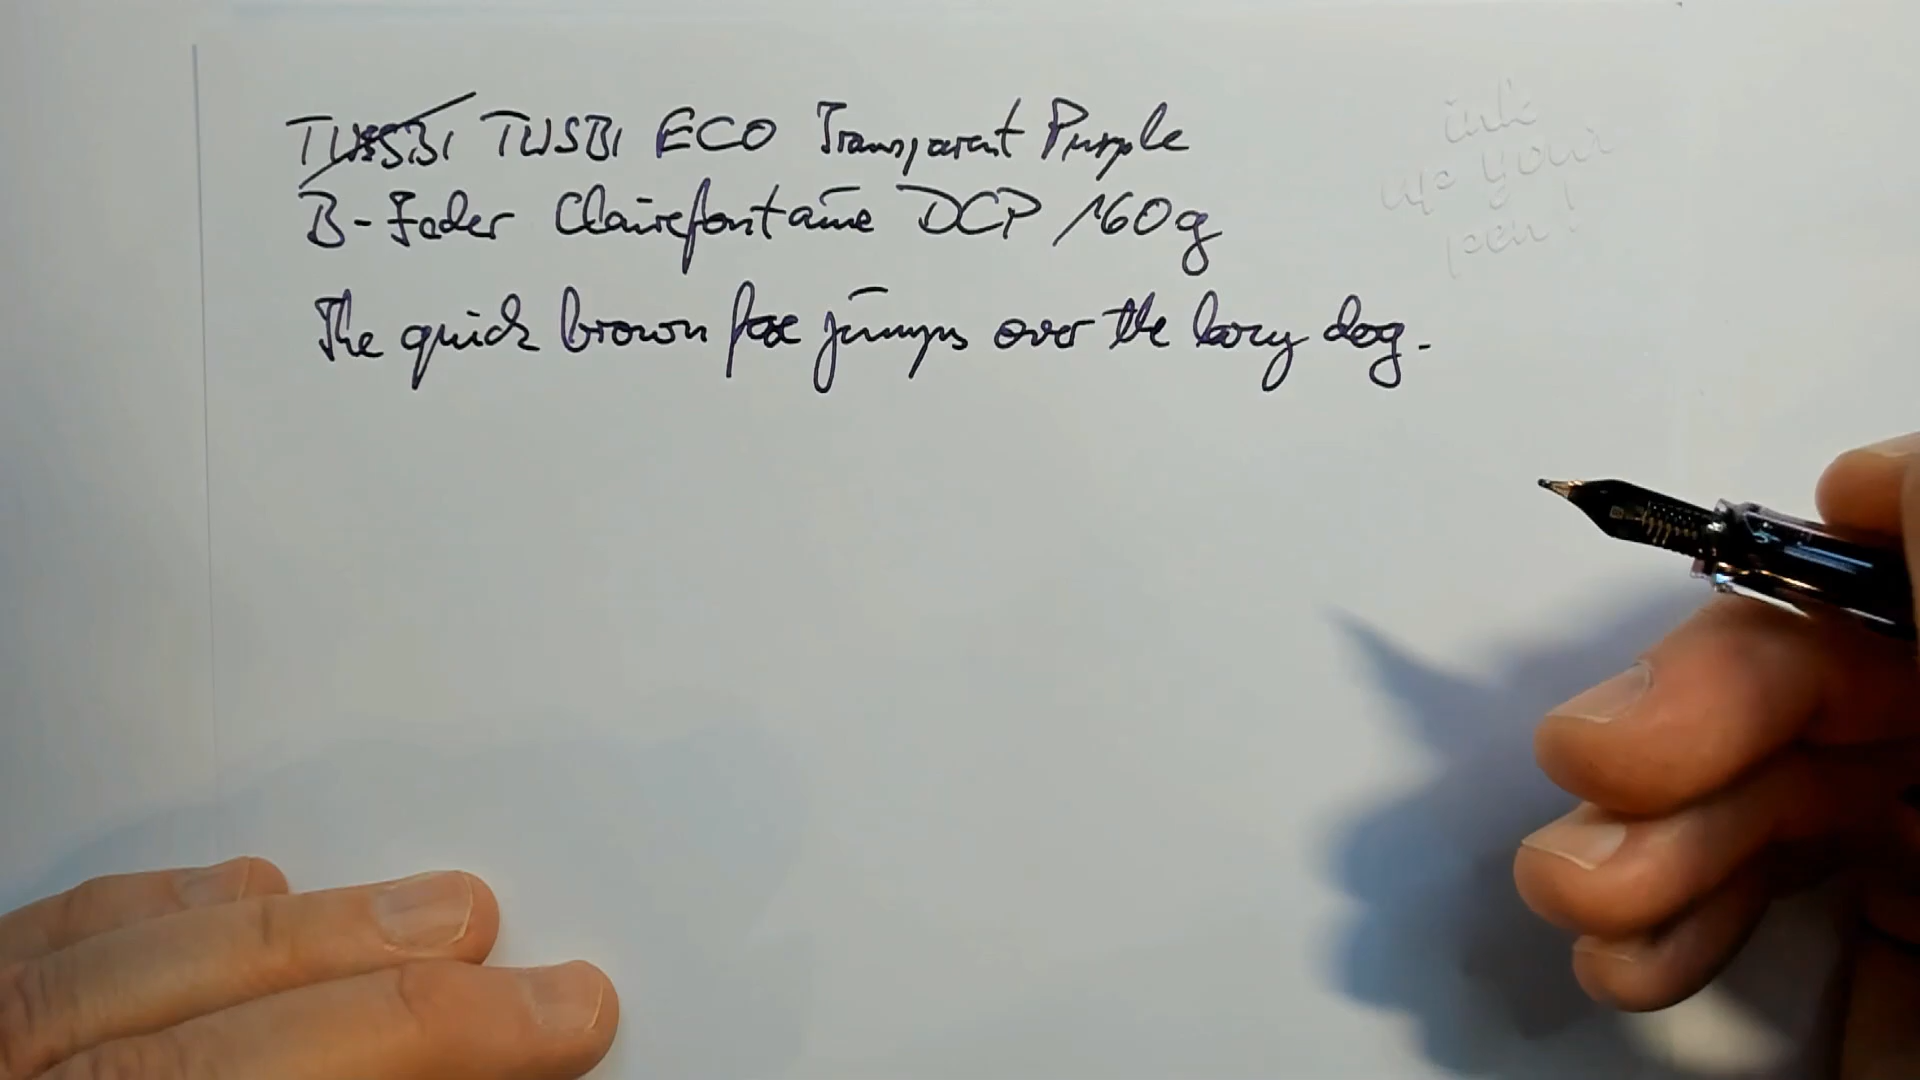 TWSBI TWSBI ECO Transparent Purple
B-Feder Clairefontaine DCP 160g
The quick brown fox jumps over the lazy dog.
ink
up your
pen!